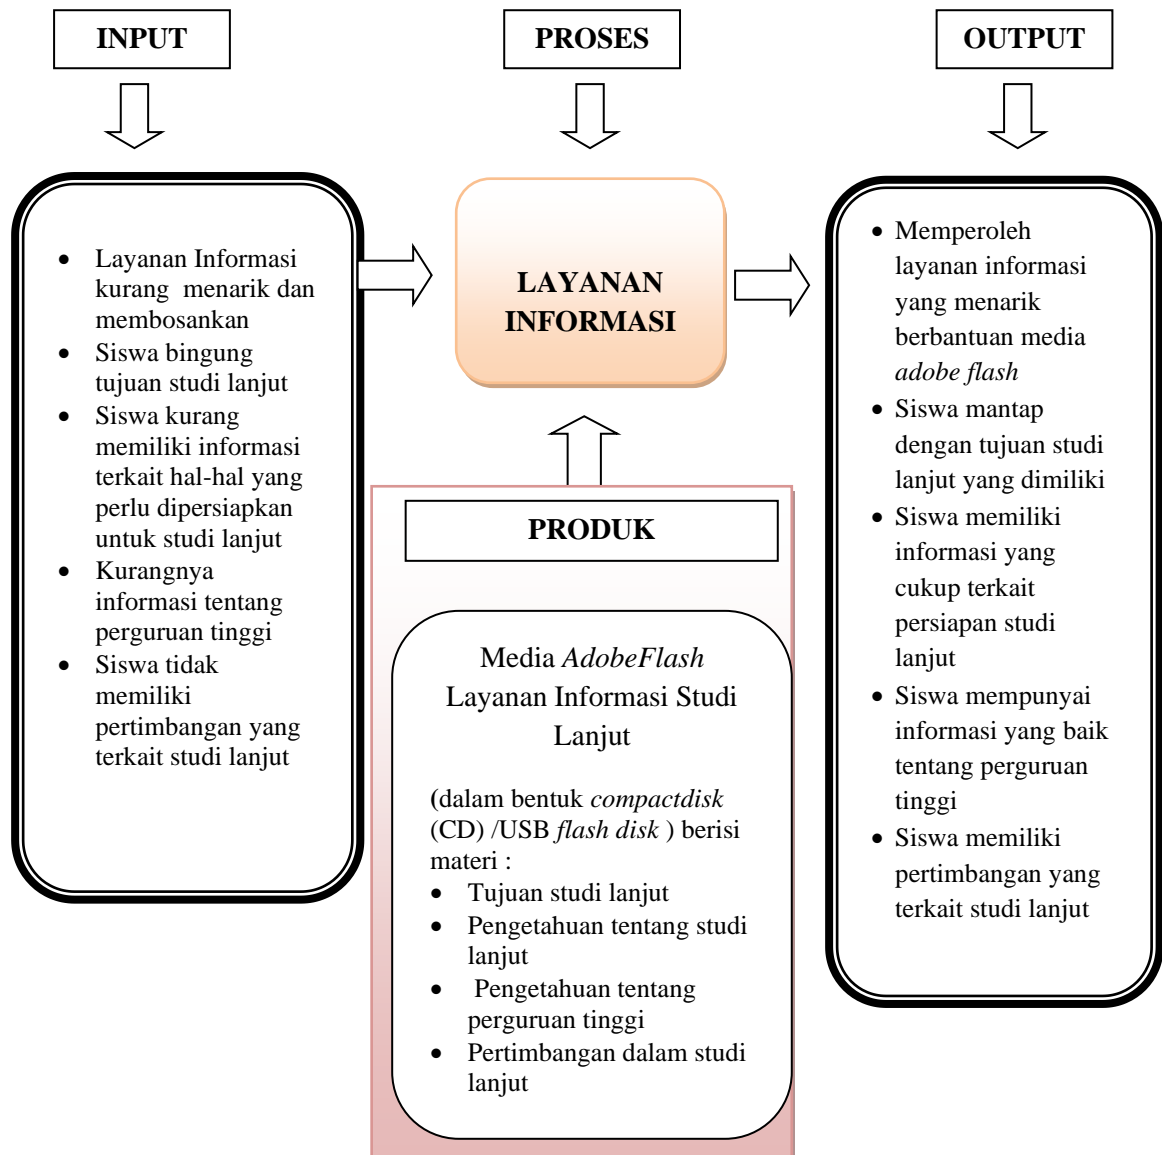 INPUT
PROSES
OUTPUT
• Layanan Informasi
kurang menarik dan
membosankan
• Siswa bingung
tujuan studi lanjut
• Siswa kurang
memiliki informasi
terkait hal-hal yang
perlu dipersiapkan
untuk studi lanjut
• Kurangnya
informasi tentang
perguruan tinggi
• Siswa tidak
memiliki
pertimbangan yang
terkait studi lanjut
LAYANAN
INFORMASI
PRODUK
Media AdobeFlash
Layanan Informasi Studi
Lanjut
(dalam bentuk compactdisk
(CD) /USB flash disk ) berisi
materi :
• Tujuan studi lanjut
• Pengetahuan tentang studi
lanjut
• Pengetahuan tentang
perguruan tinggi
• Pertimbangan dalam studi
lanjut
• Memperoleh
layanan informasi
yang menarik
berbantuan media
adobe flash
• Siswa mantap
dengan tujuan studi
lanjut yang dimiliki
• Siswa memiliki
informasi yang
cukup terkait
persiapan studi
lanjut
• Siswa mempunyai
informasi yang baik
tentang perguruan
tinggi
• Siswa memiliki
pertimbangan yang
terkait studi lanjut